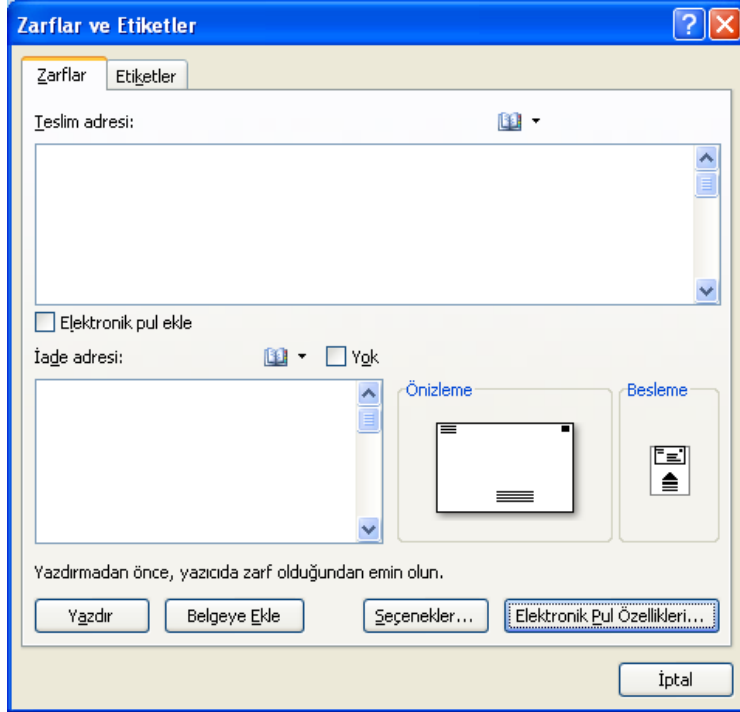 Zarflar ve Etiketler
Zarflar Etiketler
Teslim adresi:
Elektronik pul ekle
İade adresi: Yok
Önizleme Besleme
Yazdırmadan önce, yazıcıda zarf olduğundan emin olun.
Yazdır Belgeye Ekle Seçenekler... Elektronik Pul Özellikleri...
İptal